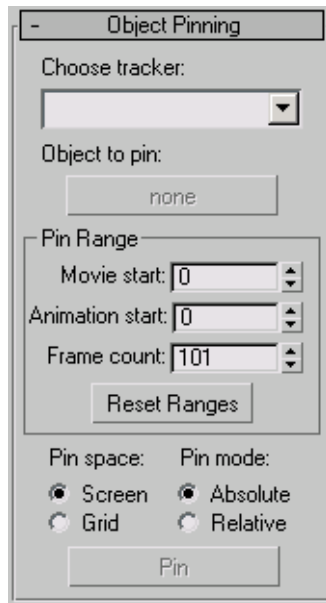 - Object Pinning
Choose tracker:
Object to pin:
none
Pin Range
Movie start: 0
Animation start: 0
Frame count: 101
Reset Ranges
Pin space: Pin mode:
Screen Absolute
Grid Relative
Pin